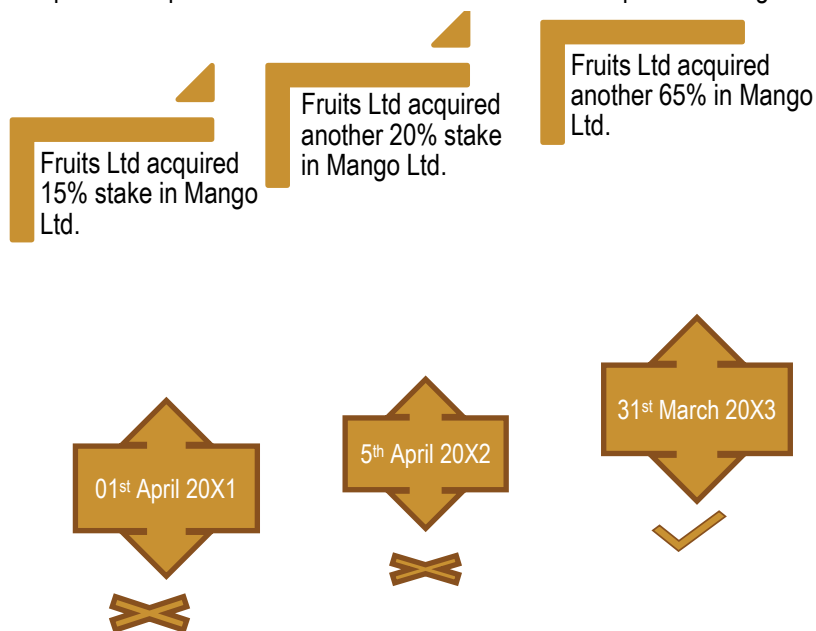 Fruits Ltd acquired
15% stake in Mango
Ltd.
Fruits Ltd acquired
another 20% stake
in Mango Ltd.
Fruits Ltd acquired
another 65% in Mango
Ltd.
01st April 20X1
5th April 20X2
31st March 20X3